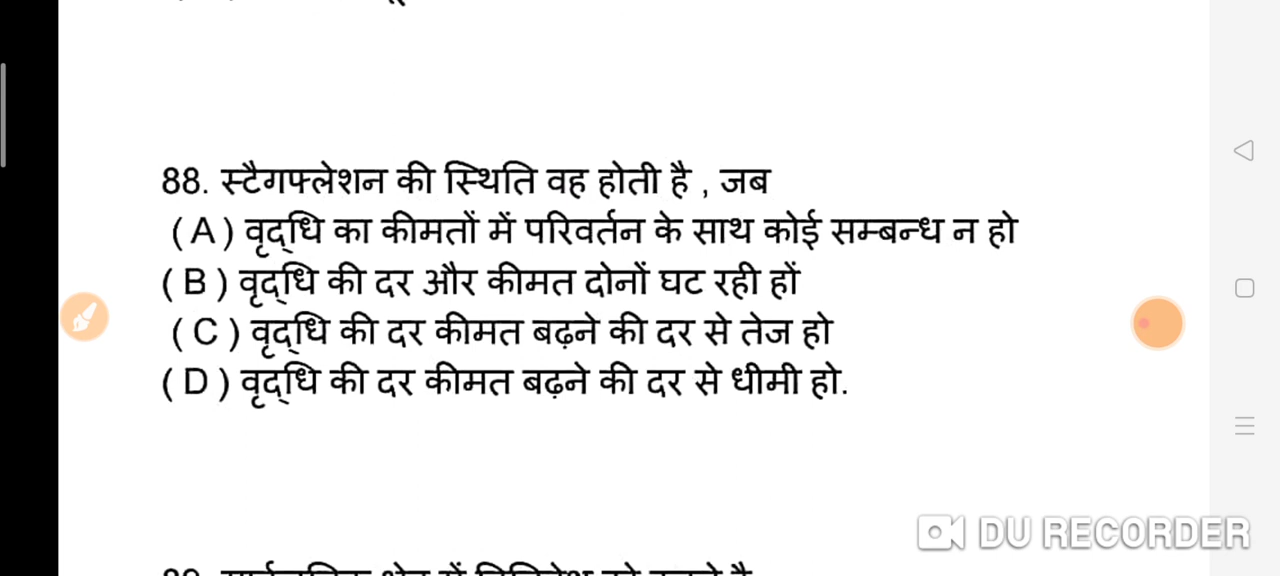 88. स्टैगफ्लेशन की स्थिति वह होती है , जब
( A ) वृद्धि का कीमतों में परिवर्तन के साथ कोई सम्बन्ध न हो
( B ) वृद्धि की दर और कीमत दोनों घट रही हों
( C ) वृद्धि की दर कीमत बढ़ने की दर से तेज हो
( D ) वृद्धि की दर कीमत बढ़ने की दर से धीमी हो.
DU RECORDER